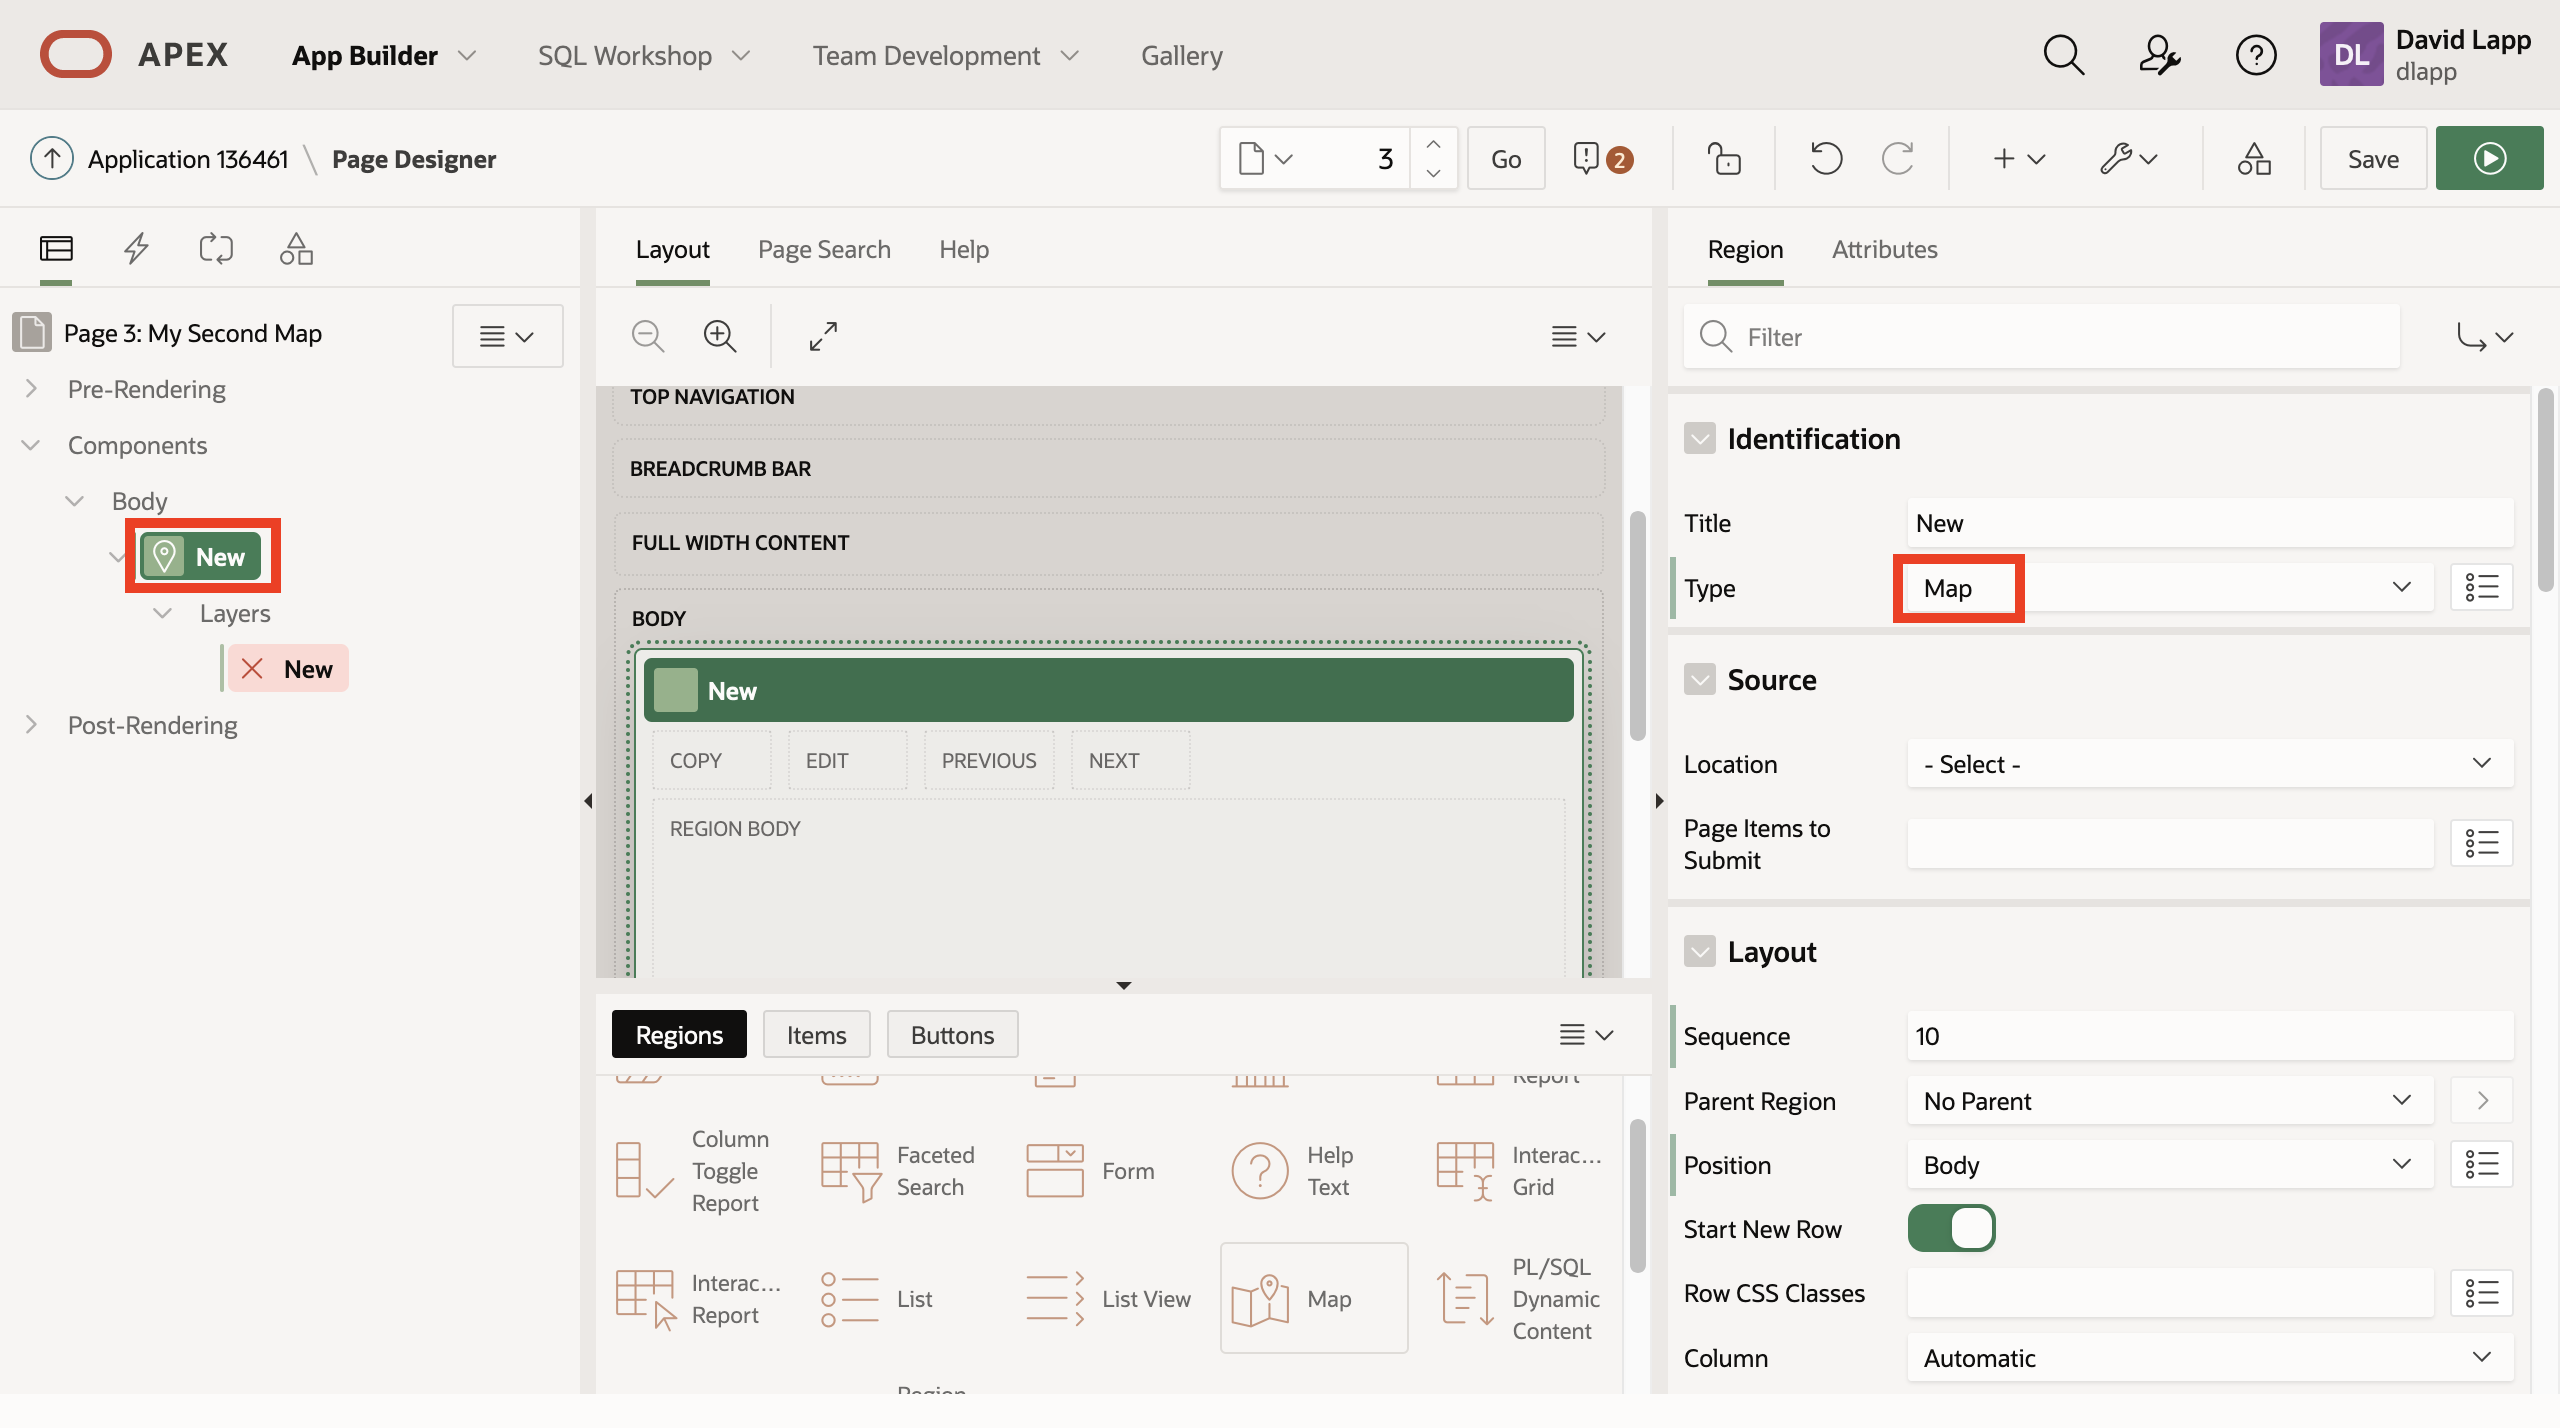 APEX App Builder SQL Workshop Team Development Gallery
DL David Lapp
dlapp
Application 136461 \ Page Designer
3 Go 2 Save
Page 3: My Second Map
Pre-Rendering
Components
Body
New
Layers
New
Post-Rendering
Layout Page Search Help
TOP NAVIGATION
BREADCRUMB BAR
FULL WIDTH CONTENT
BODY
New
COPY EDIT PREVIOUS NEXT
REGION BODY
Regions Items Buttons
Report
Column
Toggle
Report
Faceted
Search
Form
Help
Text
Interac...
Grid
Interac...
Report
List
List View
Map
PL/SQL
Dynamic
Content
Region
Region Attributes
Filter
Identification
Title New
Type Map
Source
Location - Select -
Page Items to
Submit
Layout
Sequence 10
Parent Region No Parent
Position Body
Start New Row
Row CSS Classes
Column Automatic